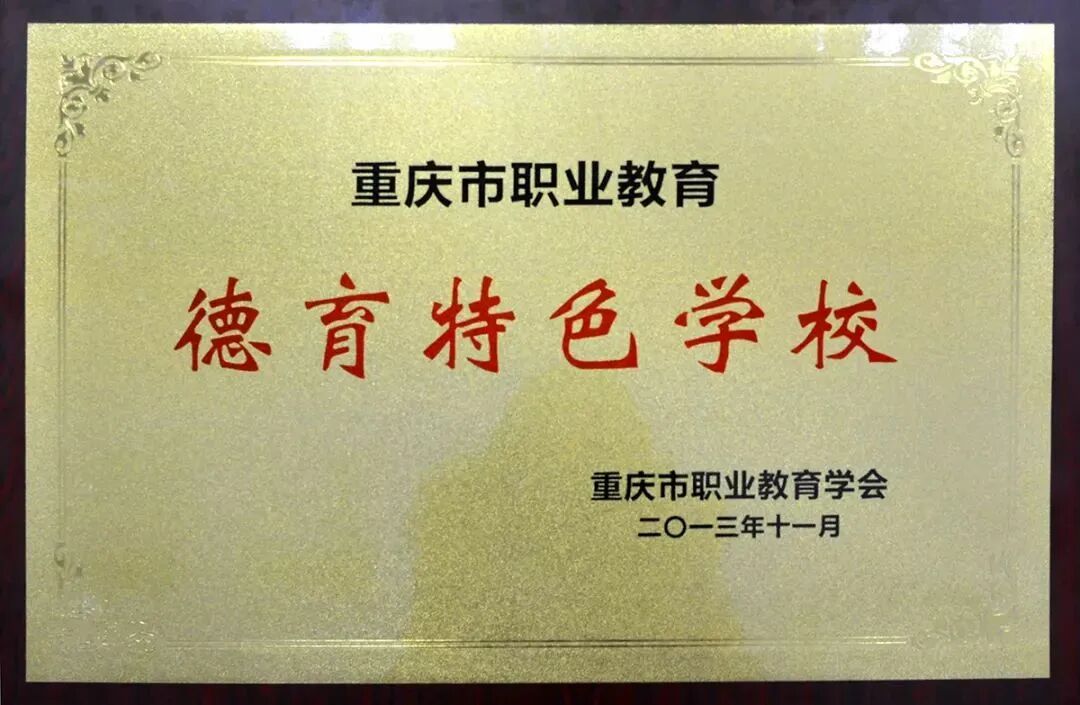 重庆市职业教育
德育特色学校
重庆市职业教育学会
二〇一三年十一月